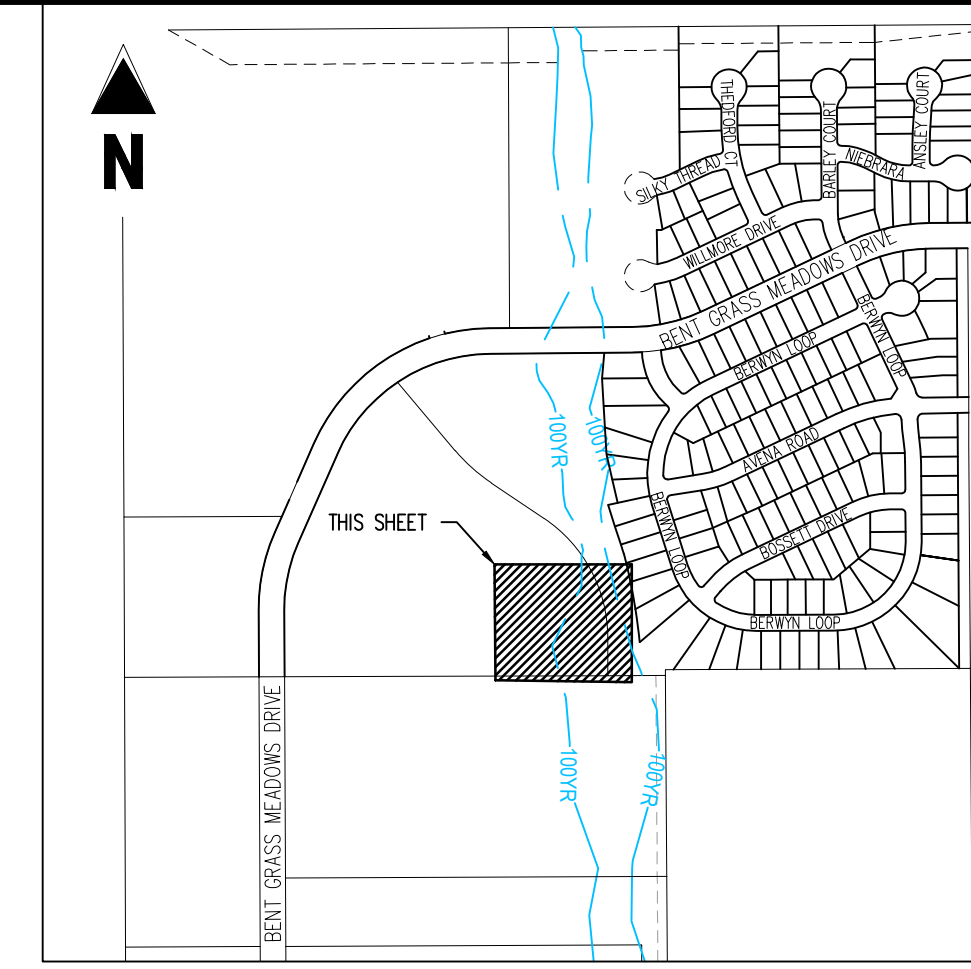 N
THEDFORD CT
BARLEY COURT
ANSLEY COURT
NIEBRARA
SILKY THREAD
WILLMORE DRIVE
BENT GRASS MEADOWS DRIVE
BERWYN LOOP
BERWYN LOOP
100YR
100YR
AVENA ROAD
BERWYN LOOP
BOSSETT DRIVE
THIS SHEET
BERWYN LOOP
BENT GRASS MEADOWS DRIVE
100YR
100YR